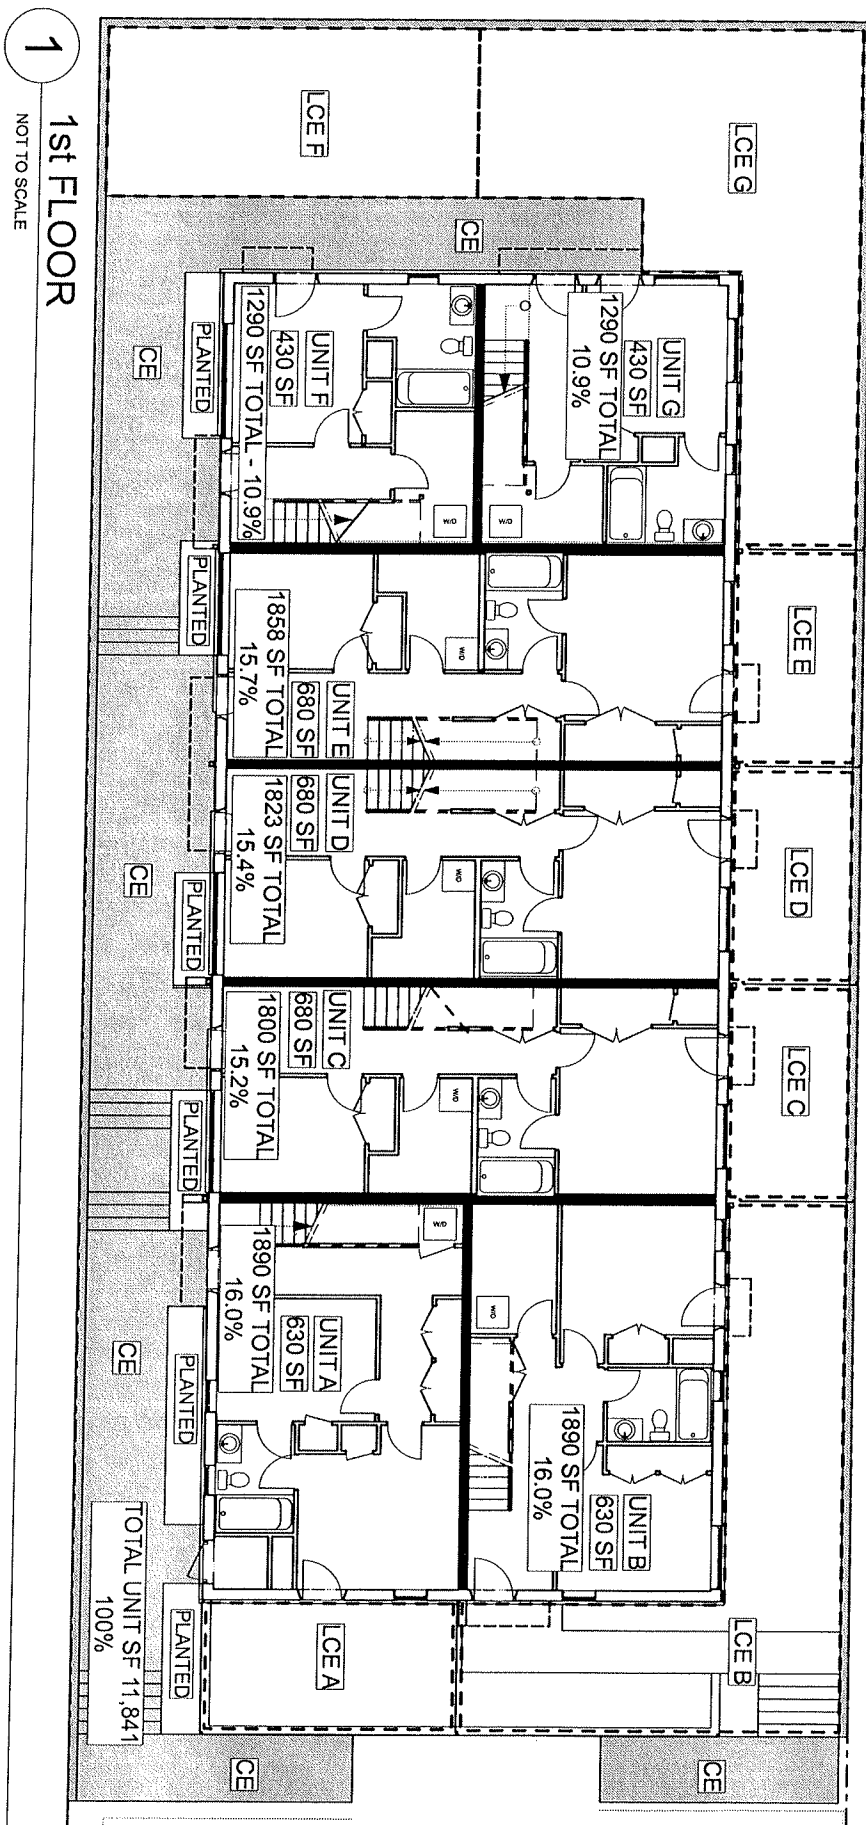 1
1st FLOOR
NOT TO SCALE
LCE G
LCE F
CE
CE
PLANTED
UNIT G
430 SF
1290 SF TOTAL
10.9%
UNIT F
430 SF
1290 SF TOTAL - 10.9%
W/D
W/D
LCE E
UNIT E
680 SF
1858 SF TOTAL
15.7%
W/D
PLANTED
LCE D
UNIT D
680 SF
1823 SF TOTAL
15.4%
W/D
CE
PLANTED
LCE C
UNIT C
680 SF
1800 SF TOTAL
15.2%
W/D
PLANTED
UNIT B
630 SF
1890 SF TOTAL
16.0%
W/D
UNIT A
630 SF
1890 SF TOTAL
16.0%
W/D
CE
PLANTED
LCE B
LCE A
PLANTED
TOTAL UNIT SF 11,841
100%
CE
CE